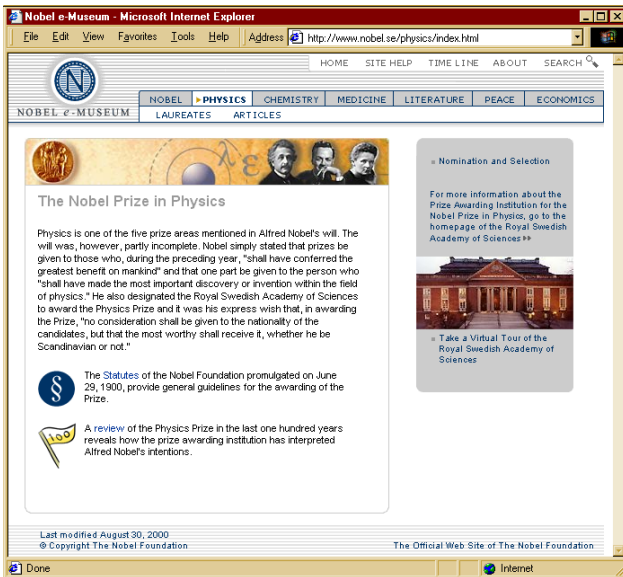 Nobel e-Museum - Microsoft Internet Explorer
File Edit View Favorites Tools Help Address http://www.nobel.se/physics/index.html
HOME SITE HELP TIME LINE ABOUT SEARCH
N
NOBEL e-MUSEUM
NOBEL PHYSICS CHEMISTRY MEDICINE LITERATURE PEACE ECONOMICS
LAUREATES ARTICLES
λ ε
The Nobel Prize in Physics
Physics is one of the five prize areas mentioned in Alfred Nobel's will. The
will was, however, partly incomplete. Nobel simply stated that prizes be
given to those who, during the preceding year, "shall have conferred the
greatest benefit on mankind" and that one part be given to the person who
"shall have made the most important discovery or invention within the field
of physics." He also designated the Royal Swedish Academy of Sciences
to award the Physics Prize and it was his express wish that, in awarding
the Prize, "no consideration shall be given to the nationality of the
candidates, but that the most worthy shall receive it, whether he be
Scandinavian or not."
§
The Statutes of the Nobel Foundation promulgated on June
29, 1900, provide general guidelines for the awarding of the
Prize.
100
A review of the Physics Prize in the last one hundred years
reveals how the prize awarding institution has interpreted
Alfred Nobel's intentions.
Nomination and Selection
For more information about the
Prize Awarding Institution for the
Nobel Prize in Physics, go to the
homepage of the Royal Swedish
Academy of Sciences
Take a Virtual Tour of the
Royal Swedish Academy of
Sciences
Last modified August 30, 2000
© Copyright The Nobel Foundation
The Official Web Site of The Nobel Foundation
Done
Internet